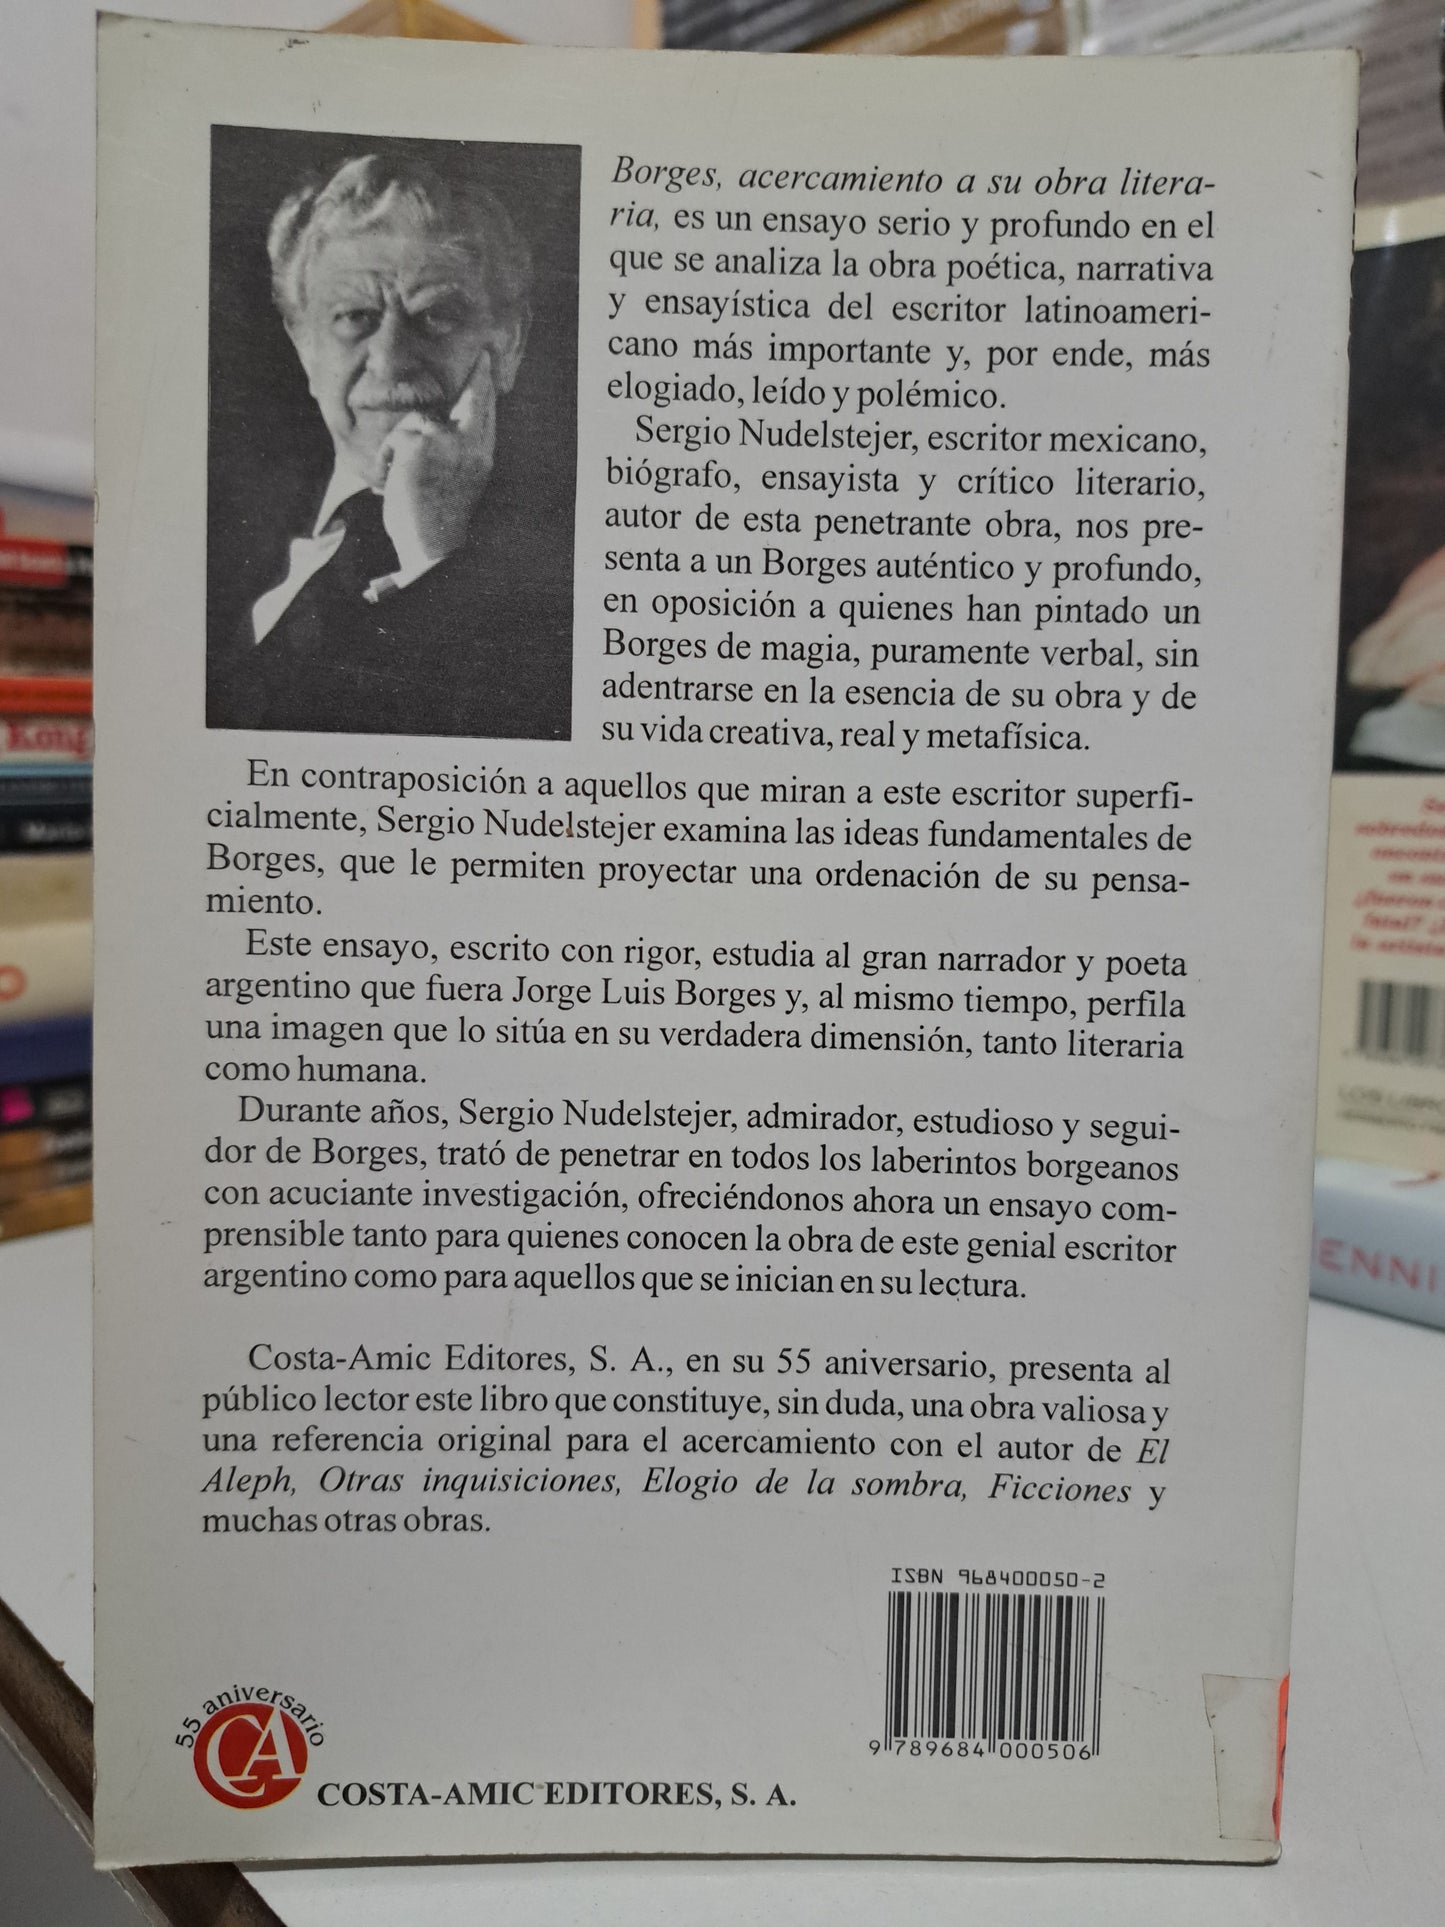 Borges, acercamiento a su obra litera-
ria, es un ensayo serio y profundo en el
que se analiza la obra poética, narrativa
y ensayística del escritor latinoameri-
cano más importante y, por ende, más
elogiado, leído y polémico.
Sergio Nudelstejer, escritor mexicano,
biógrafo, ensayista y crítico literario,
autor de esta penetrante obra, nos pre-
senta a un Borges auténtico y profundo,
en oposición a quienes han pintado un
Borges de magia, puramente verbal, sin
adentrarse en la esencia de su obra y de
su vida creativa, real y metafísica.
En contraposición a aquellos que miran a este escritor superfi-
cialmente, Sergio Nudelstejer examina las ideas fundamentales de
Borges, que le permiten proyectar una ordenación de su pensa-
miento.
Este ensayo, escrito con rigor, estudia al gran narrador y poeta
argentino que fuera Jorge Luis Borges y, al mismo tiempo, perfila
una imagen que lo sitúa en su verdadera dimensión, tanto literaria
como humana.
Durante años, Sergio Nudelstejer, admirador, estudioso y segui-
dor de Borges, trató de penetrar en todos los laberintos borgeanos
con acuciante investigación, ofreciéndonos ahora un ensayo com-
prensible tanto para quienes conocen la obra de este genial escritor
argentino como para aquellos que se inician en su lectura.
Costa-Amic Editores, S. A., en su 55 aniversario, presenta al
público lector este libro que constituye, sin duda, una obra valiosa y
una referencia original para el acercamiento con el autor de El
Aleph, Otras inquisiciones, Elogio de la sombra, Ficciones y
muchas otras obras.
ISBN 968400050-2
9 789684 000506
55 aniversario
CA
COSTA-AMIC EDITORES, S. A.
ENNI